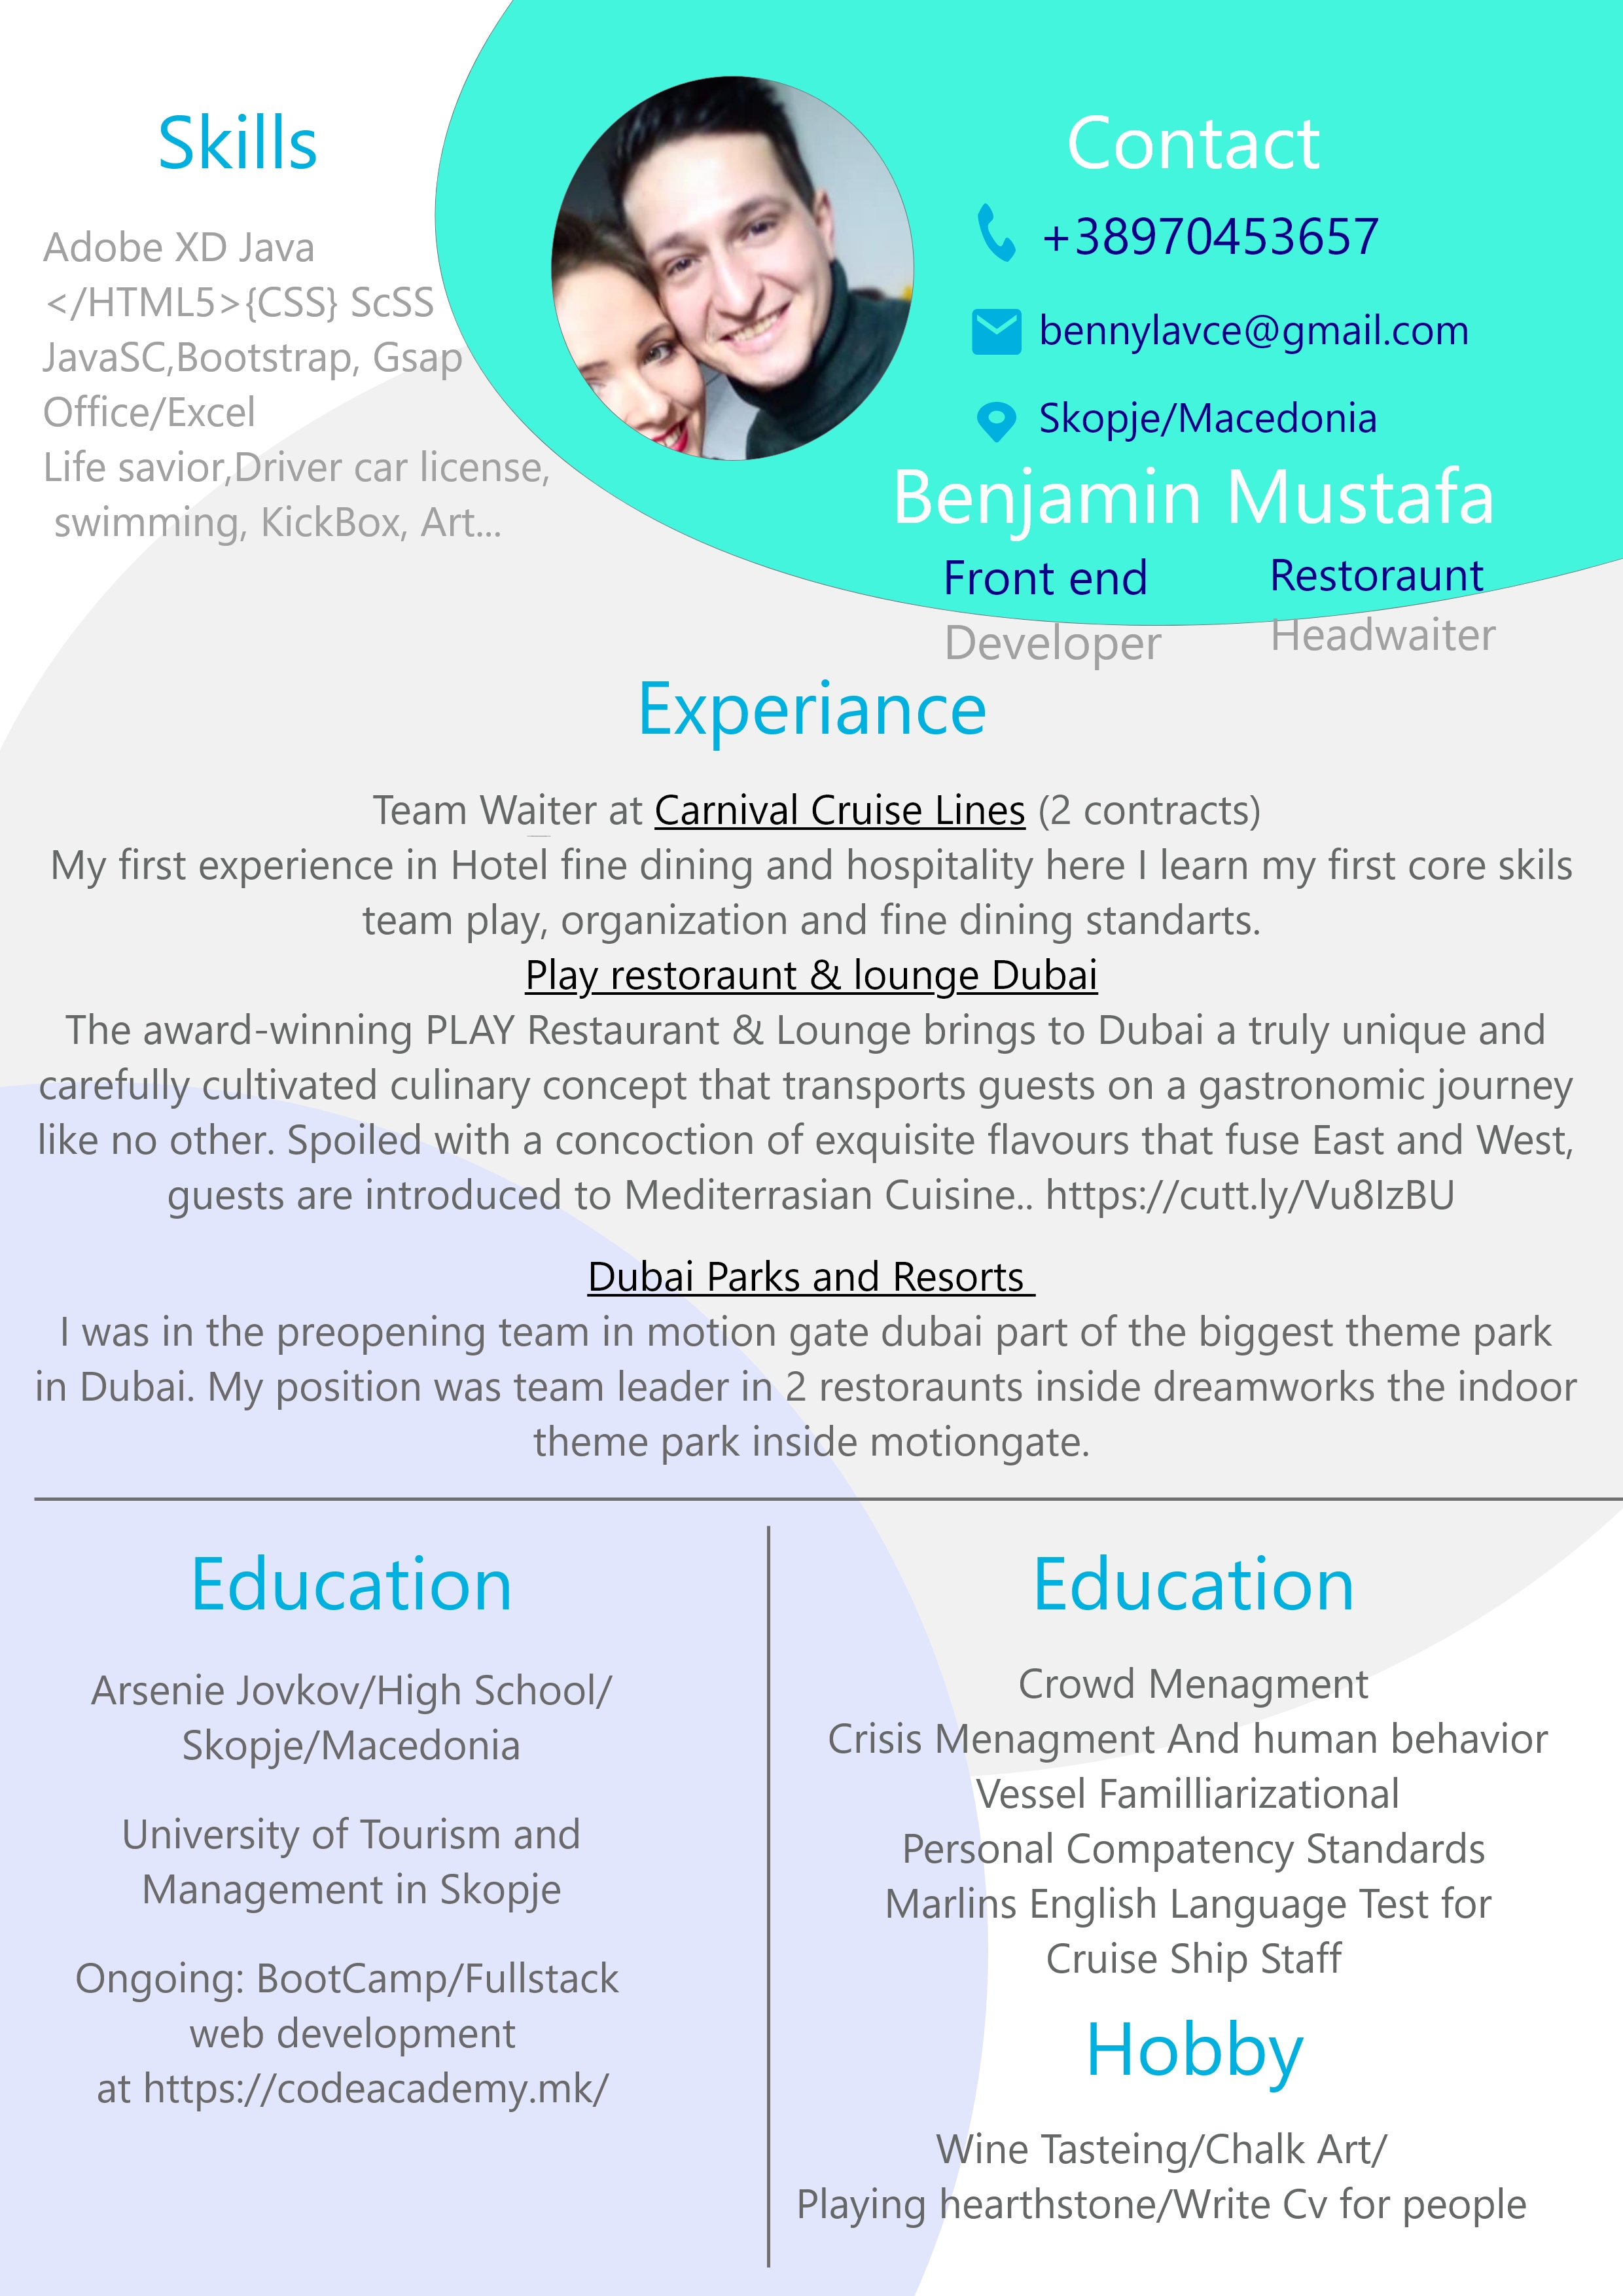 Skills
Adobe XD Java
</HTML5>{CSS} ScSS
JavaSC,Bootstrap, Gsap
Office/Excel
Life savior,Driver car license,
swimming, KickBox, Art...
Contact
+38970453657
bennylavce@gmail.com
Skopje/Macedonia
Benjamin Mustafa
Front end
Developer
Restoraunt
Headwaiter
Experiance
Team Waiter at Carnival Cruise Lines (2 contracts)
My first experience in Hotel fine dining and hospitality here I learn my first core skils
team play, organization and fine dining standarts.
Play restoraunt & lounge Dubai
The award-winning PLAY Restaurant & Lounge brings to Dubai a truly unique and
carefully cultivated culinary concept that transports guests on a gastronomic journey
like no other. Spoiled with a concoction of exquisite flavours that fuse East and West,
guests are introduced to Mediterrasian Cuisine.. https://cutt.ly/Vu8IzBU
Dubai Parks and Resorts
I was in the preopening team in motion gate dubai part of the biggest theme park
in Dubai. My position was team leader in 2 restoraunts inside dreamworks the indoor
theme park inside motiongate.
Education
Arsenie Jovkov/High School/
Skopje/Macedonia
University of Tourism and
Management in Skopje
Ongoing: BootCamp/Fullstack
web development
at https://codeacademy.mk/
Education
Crowd Menagment
Crisis Menagment And human behavior
Vessel Familliarizational
Personal Compatency Standards
Marlins English Language Test for
Cruise Ship Staff
Hobby
Wine Tasteing/Chalk Art/
Playing hearthstone/Write Cv for people